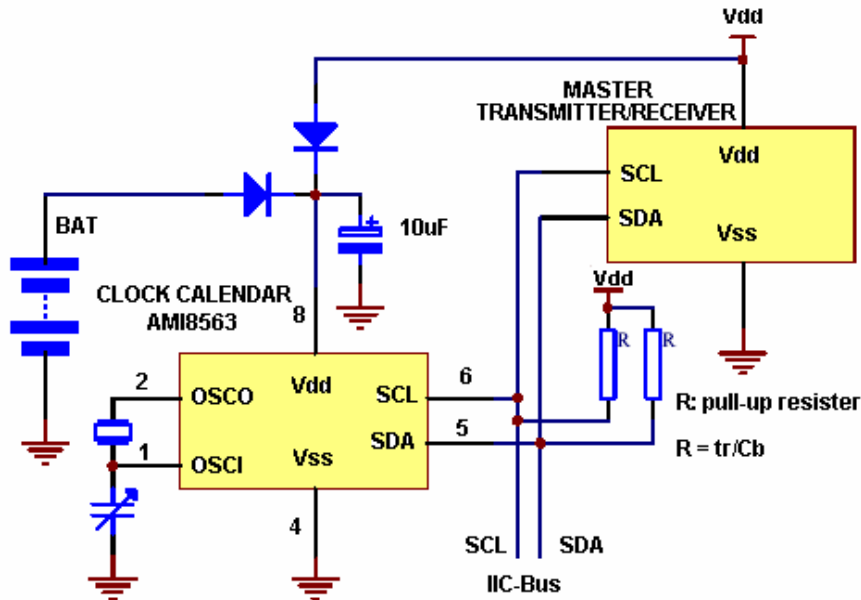 Vdd
MASTER
TRANSMITTER/RECEIVER
Vdd
SCL
SDA
Vss
BAT
10uF
+
Vdd
CLOCK CALENDAR
AMI8563
8
R
R
2
OSCO
Vdd
SCL
6
R: pull-up resister
1
OSCI
Vss
SDA
5
R = tr/Cb
4
SCL
SDA
IIC-Bus